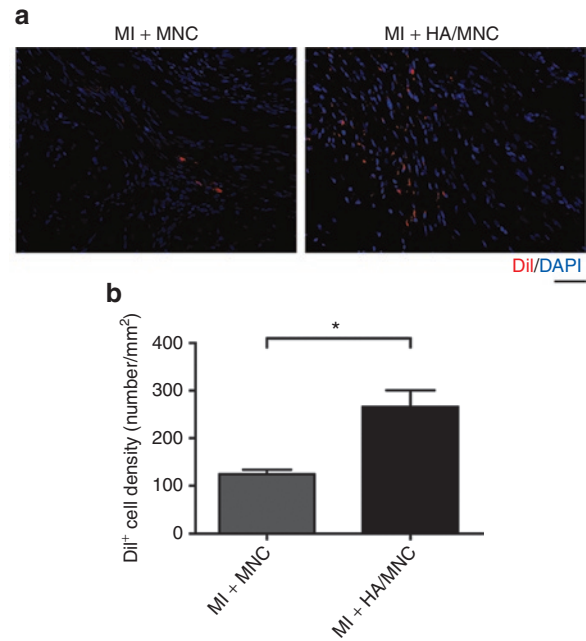 a
MI + MNC
MI + HA/MNC
DiI/DAPI
b
Dil⁺ cell density (number/mm²)
400
300
200
100
0
*
MI + MNC
MI + HA/MNC